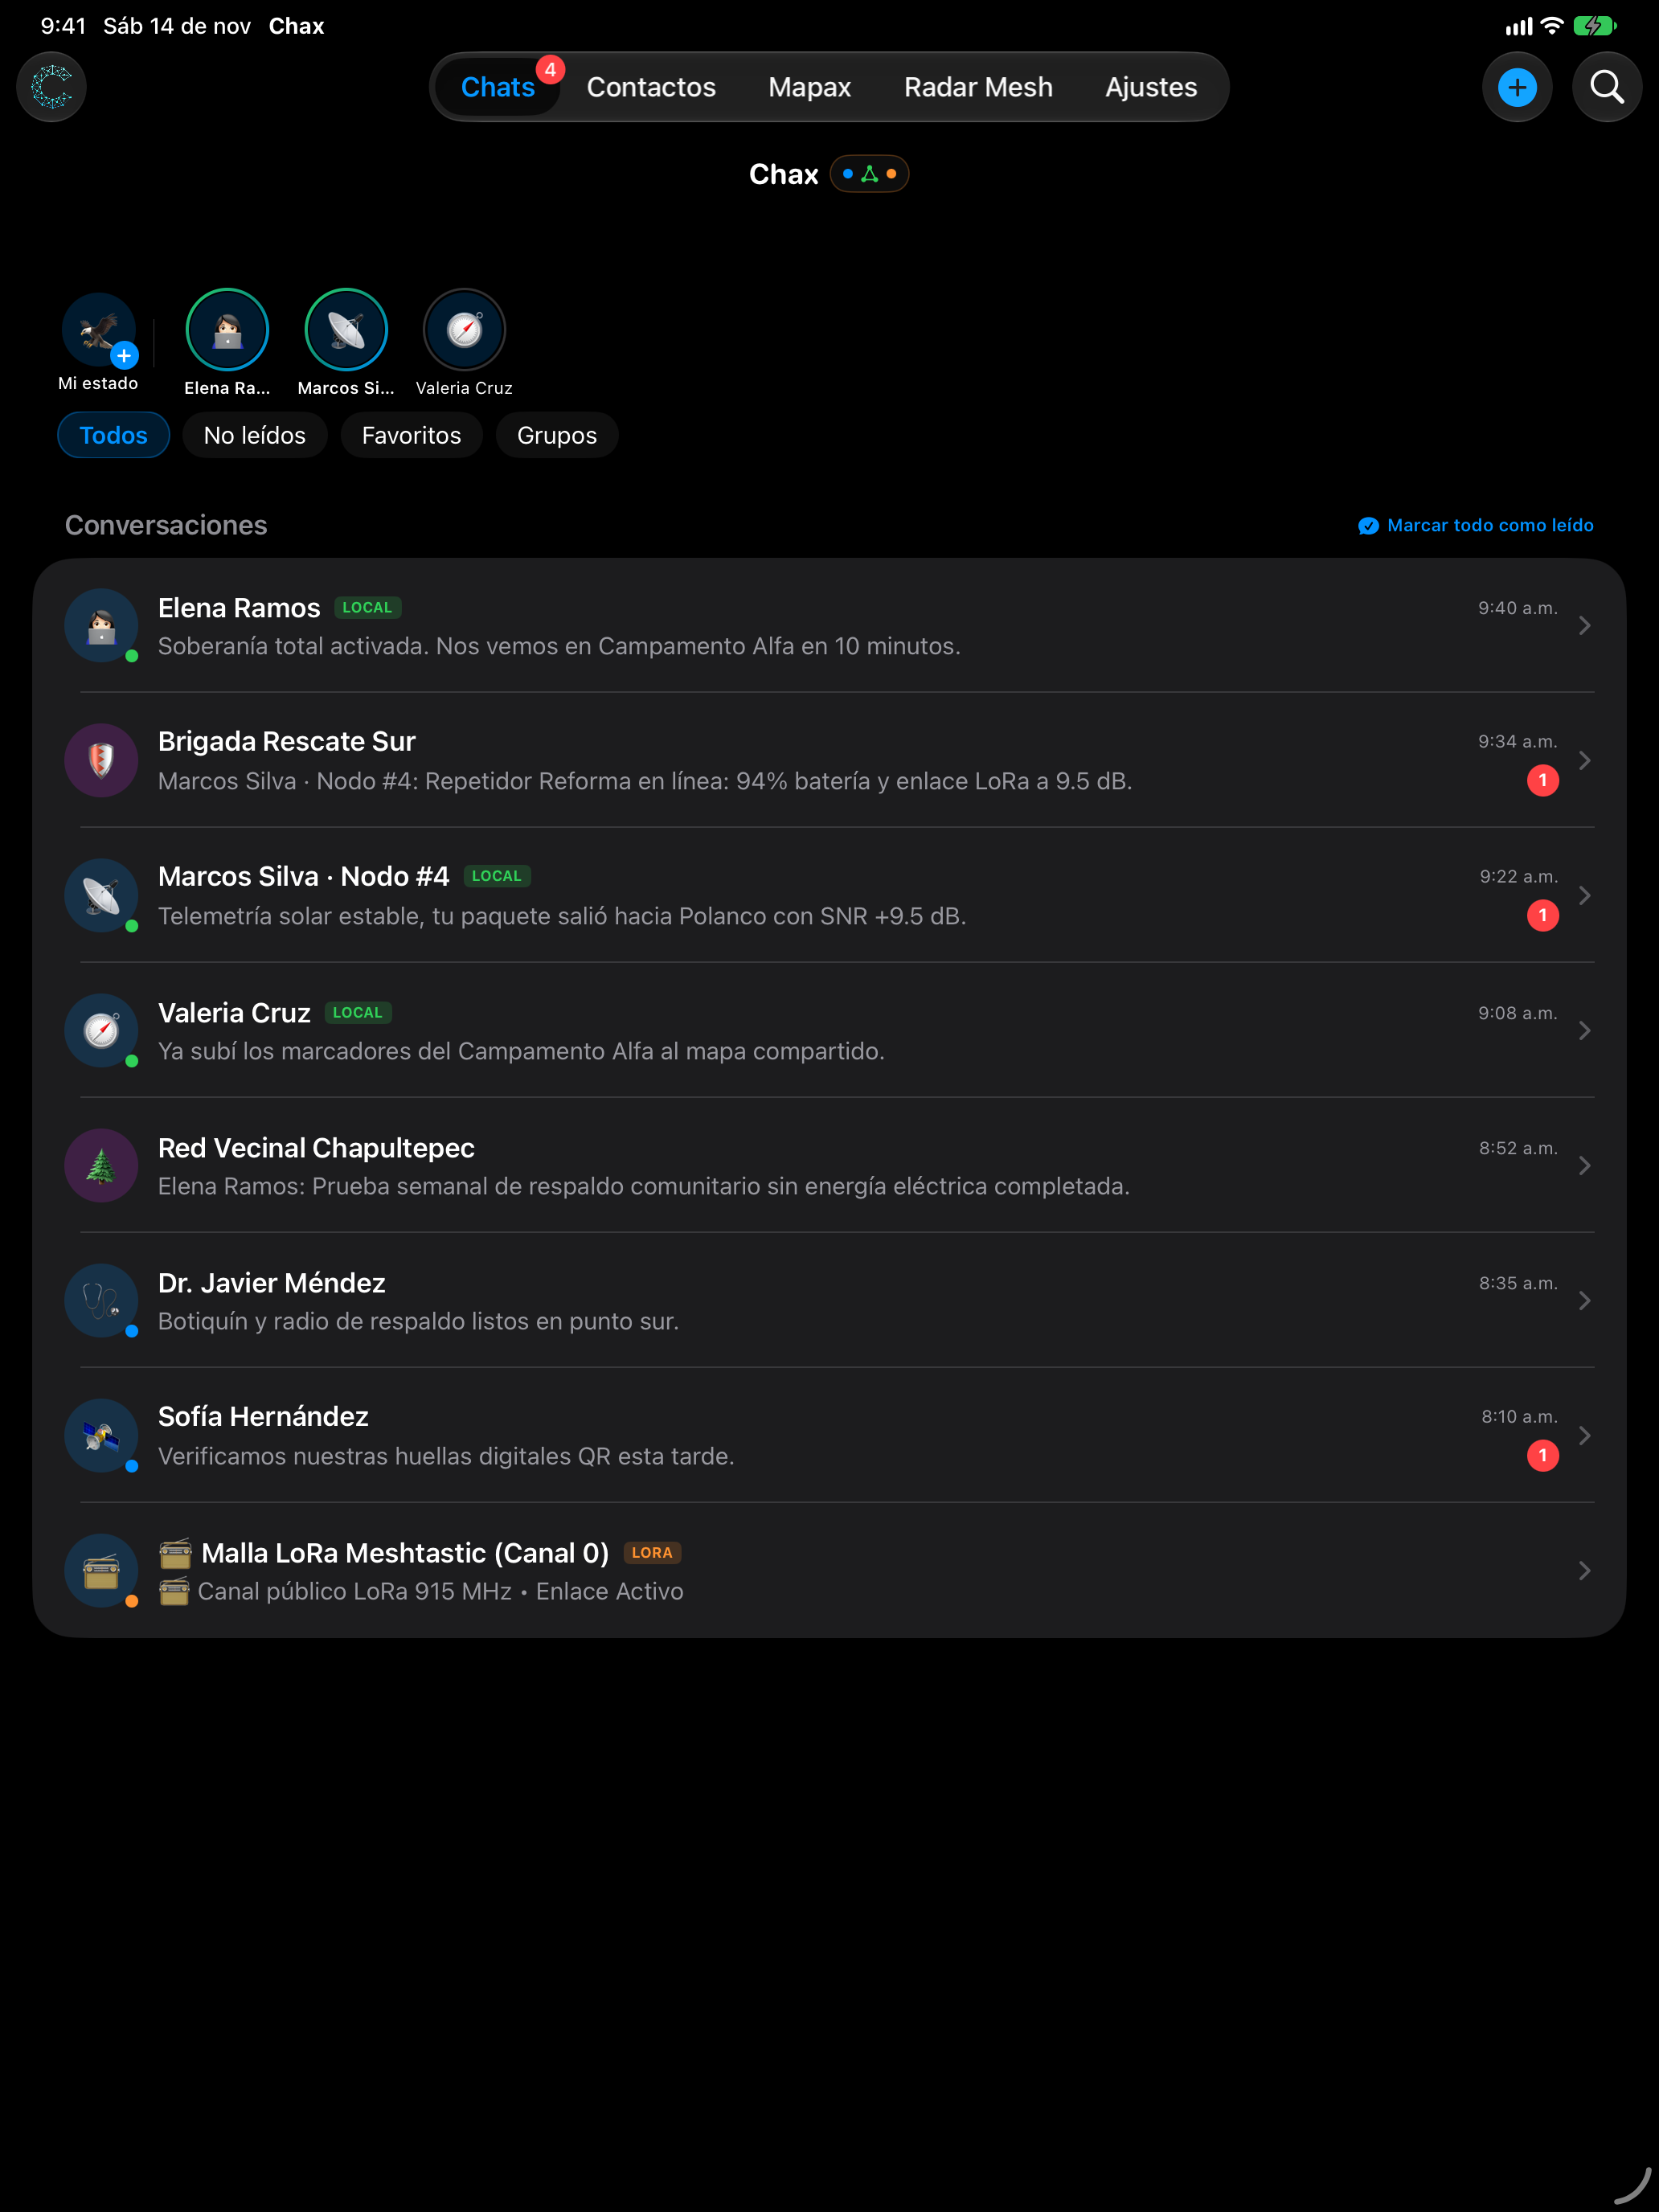 9:41 Sáb 14 de nov Chax
Chats 4 Contactos Mapax Radar Mesh Ajustes
Chax
Mi estado Elena Ra... Marcos Si... Valeria Cruz
Todos No leídos Favoritos Grupos
Conversaciones Marcar todo como leído
Elena Ramos LOCAL 9:40 a.m.
Soberanía total activada. Nos vemos en Campamento Alfa en 10 minutos.
Brigada Rescate Sur 9:34 a.m.
Marcos Silva · Nodo #4: Repetidor Reforma en línea: 94% batería y enlace LoRa a 9.5 dB. 1
Marcos Silva · Nodo #4 LOCAL 9:22 a.m.
Telemetría solar estable, tu paquete salió hacia Polanco con SNR +9.5 dB. 1
Valeria Cruz LOCAL 9:08 a.m.
Ya subí los marcadores del Campamento Alfa al mapa compartido.
Red Vecinal Chapultepec 8:52 a.m.
Elena Ramos: Prueba semanal de respaldo comunitario sin energía eléctrica completada.
Dr. Javier Méndez 8:35 a.m.
Botiquín y radio de respaldo listos en punto sur.
Sofía Hernández 8:10 a.m.
Verificamos nuestras huellas digitales QR esta tarde. 1
📻 Malla LoRa Meshtastic (Canal 0) LORA
📻 Canal público LoRa 915 MHz • Enlace Activo